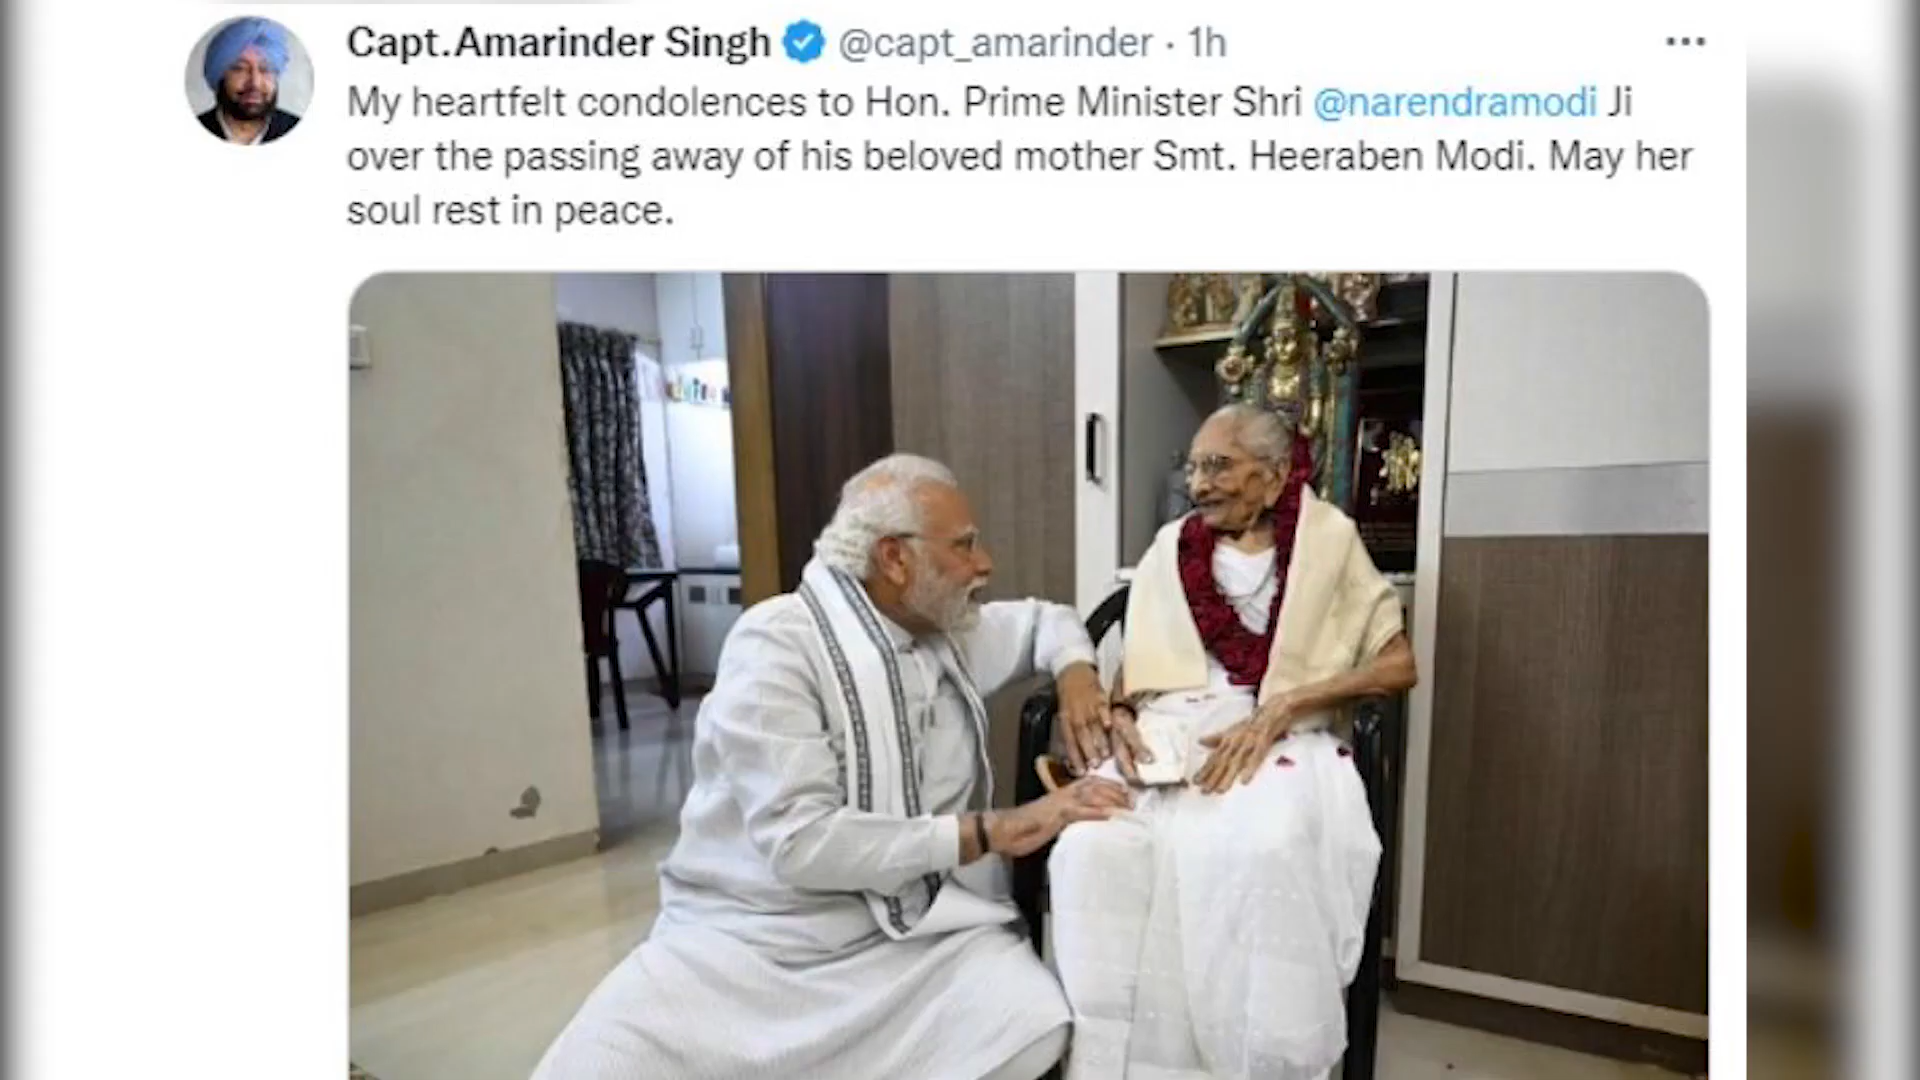 Capt.Amarinder Singh @capt_amarinder · 1h
My heartfelt condolences to Hon. Prime Minister Shri @narendramodi Ji
over the passing away of his beloved mother Smt. Heeraben Modi. May her
soul rest in peace.